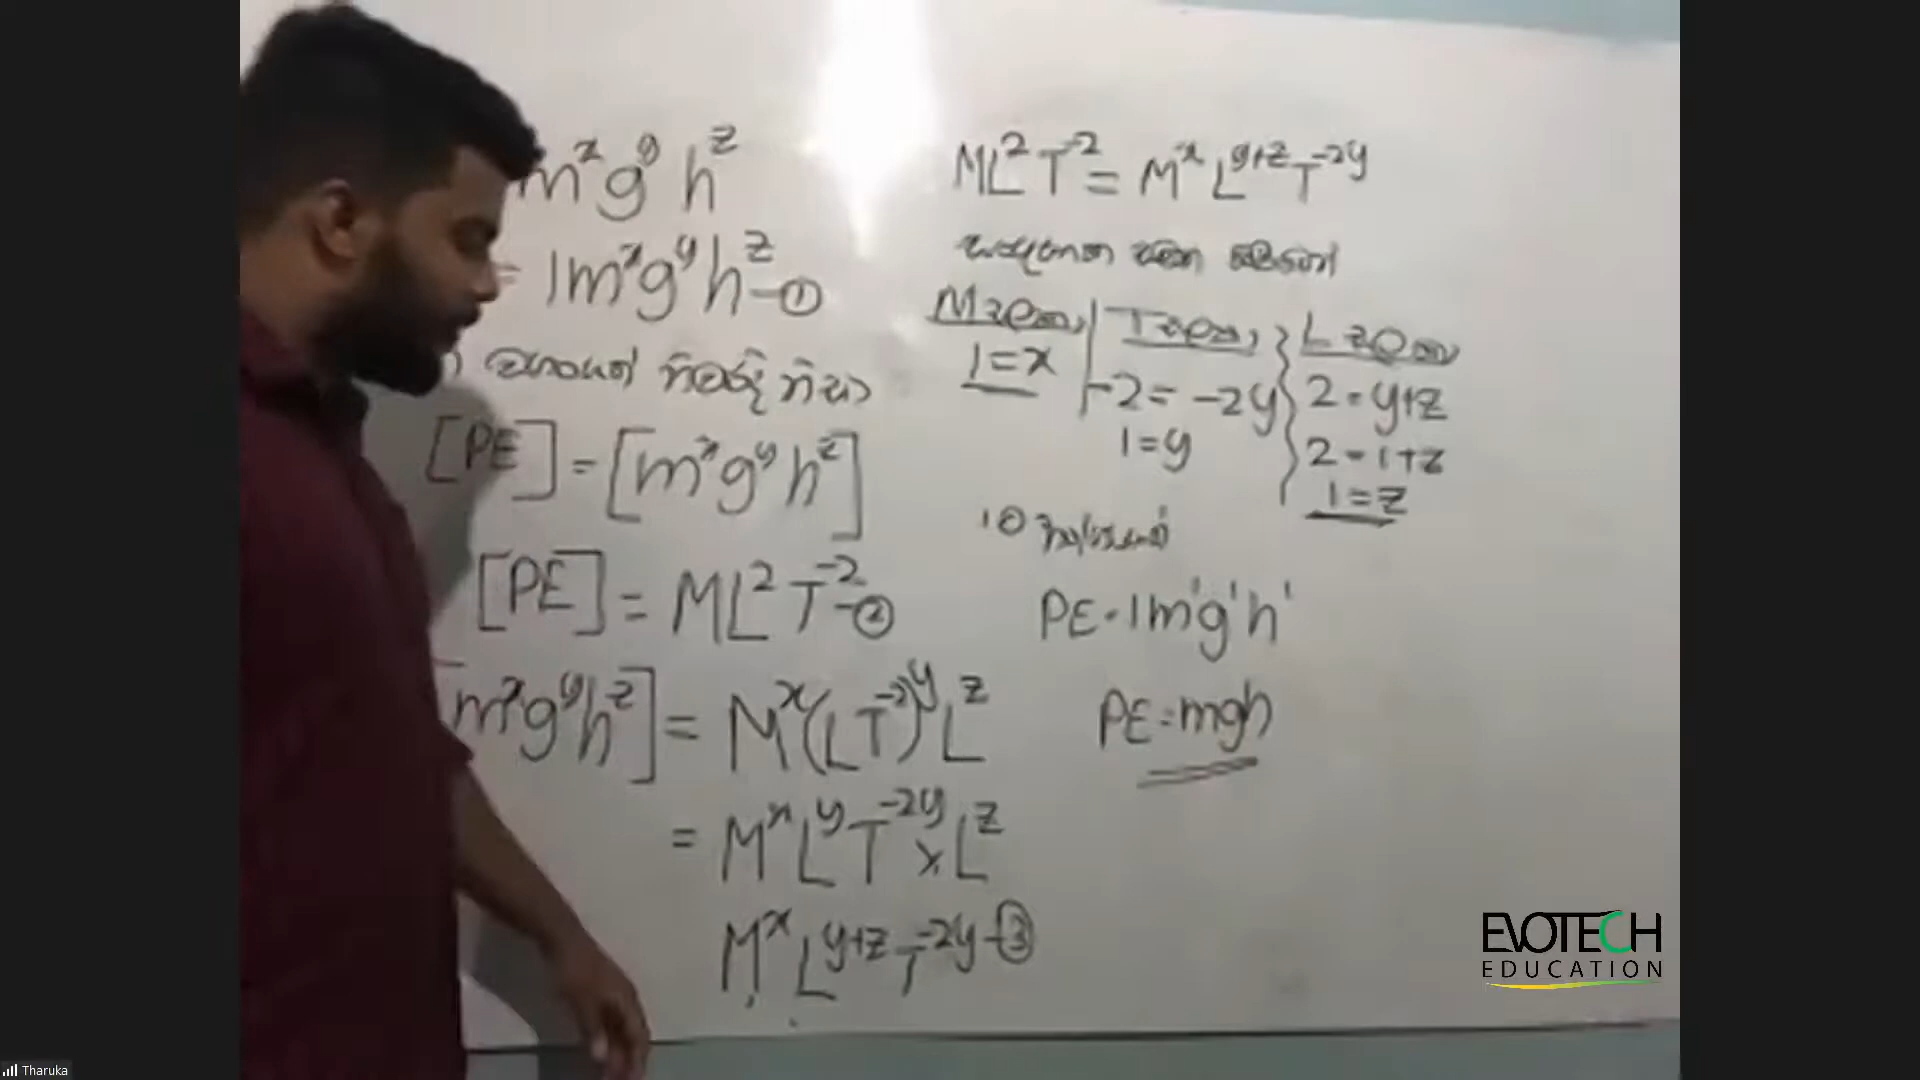 m^x g^y h^z
= 1m^x g^y h^z –①
[PE] = [m^x g^y h^z]
[PE] = ML^2 T^-2 –②
[m^x g^y h^z] = M^x (LT^-2)^y L^z
= M^x L^y T^-2y × L^z
M^x L^y+z T^-2y –③
ML^2 T^-2 = M^x L^y+z T^-2y
M T L
1 = x
-2 = -2y
1 = y
2 = y+z
2 = 1+z
1 = z
PE = 1m^1 g^1 h^1
PE = mgh
EVOTECH
EDUCATION
Tharuka